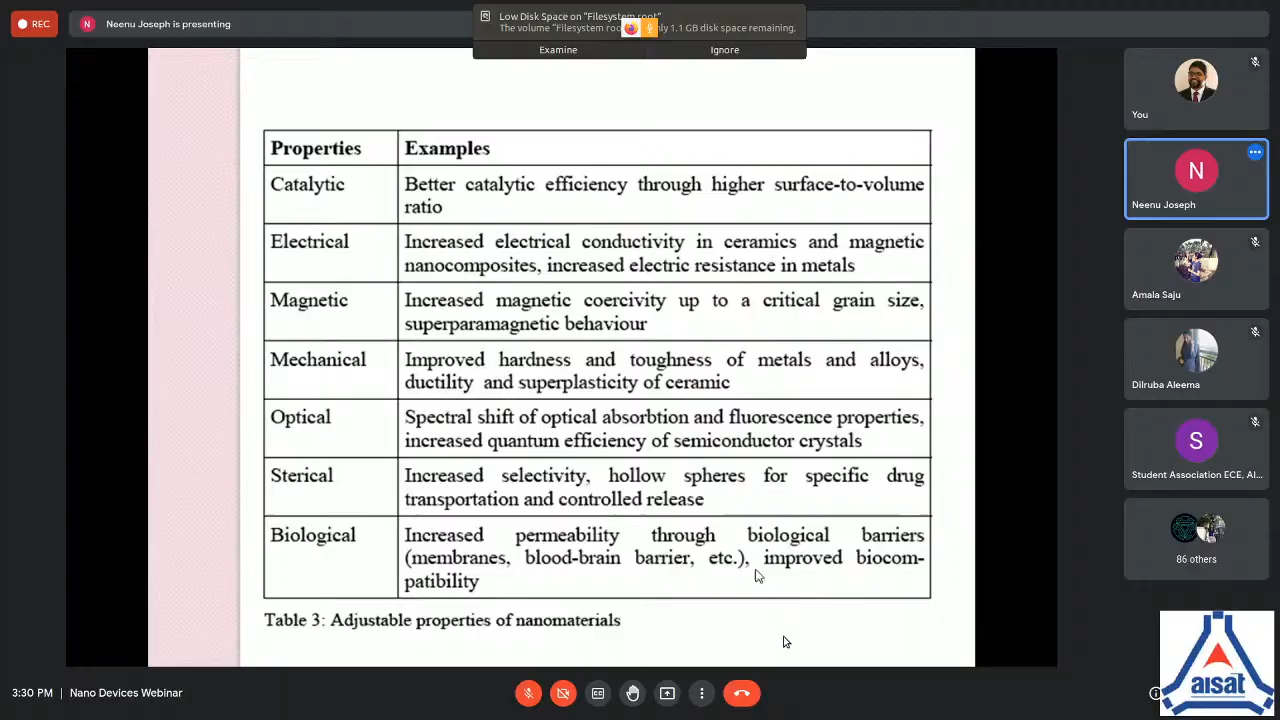 REC
Neenu Joseph is presenting
Low Disk Space on "Filesystem root"
The volume "Filesystem roo ly 1.1 GB disk space remaining.
Examine
Ignore
Properties Examples
Catalytic Better catalytic efficiency through higher surface-to-volume
ratio
Electrical Increased electrical conductivity in ceramics and magnetic
nanocomposites, increased electric resistance in metals
Magnetic Increased magnetic coercivity up to a critical grain size,
superparamagnetic behaviour
Mechanical Improved hardness and toughness of metals and alloys,
ductility and superplasticity of ceramic
Optical Spectral shift of optical absorbtion and fluorescence properties,
increased quantum efficiency of semiconductor crystals
Sterical Increased selectivity, hollow spheres for specific drug
transportation and controlled release
Biological Increased permeability through biological barriers
(membranes, blood-brain barrier, etc.), improved biocom-
patibility
Table 3: Adjustable properties of nanomaterials
You
N
Neenu Joseph
Amala Saju
Dilruba Aleema
S
Student Association ECE, AI...
86 others
3:30 PM | Nano Devices Webinar
aisat